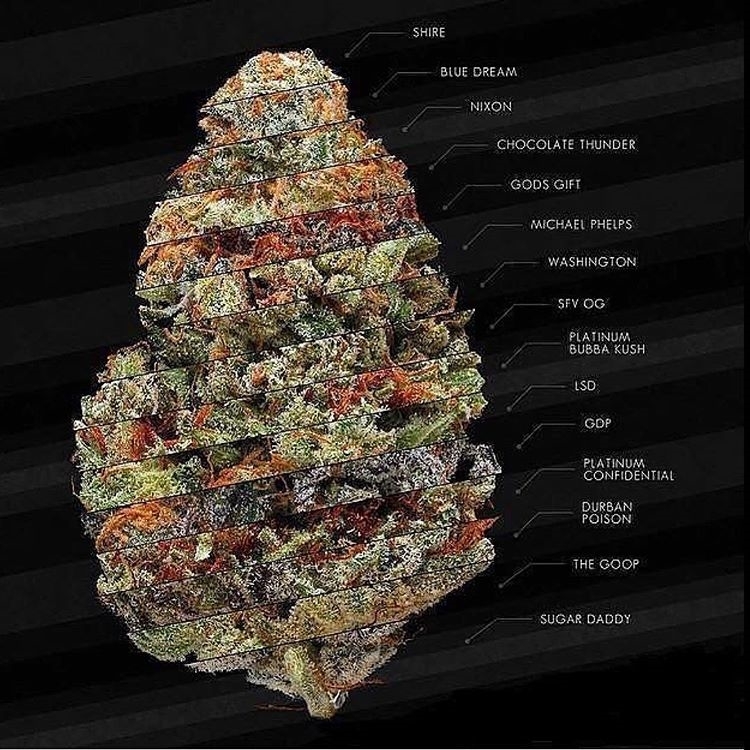 SHIRE
BLUE DREAM
NIXON
CHOCOLATE THUNDER
GODS GIFT
MICHAEL PHELPS
WASHINGTON
SFV OG
PLATINUM
BUBBA KUSH
LSD
GDP
PLATINUM
CONFIDENTIAL
DURBAN
POISON
THE GOOP
SUGAR DADDY